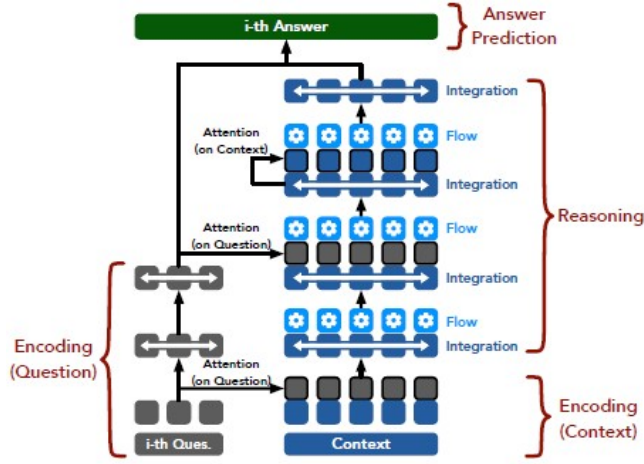 i-th Answer
Answer
Prediction
Integration
Attention
(on Context)
Flow
Integration
Reasoning
Attention
(on Question)
Flow
Integration
Flow
Integration
Encoding
(Question)
Attention
(on Question)
Encoding
(Context)
i-th Ques.
Context